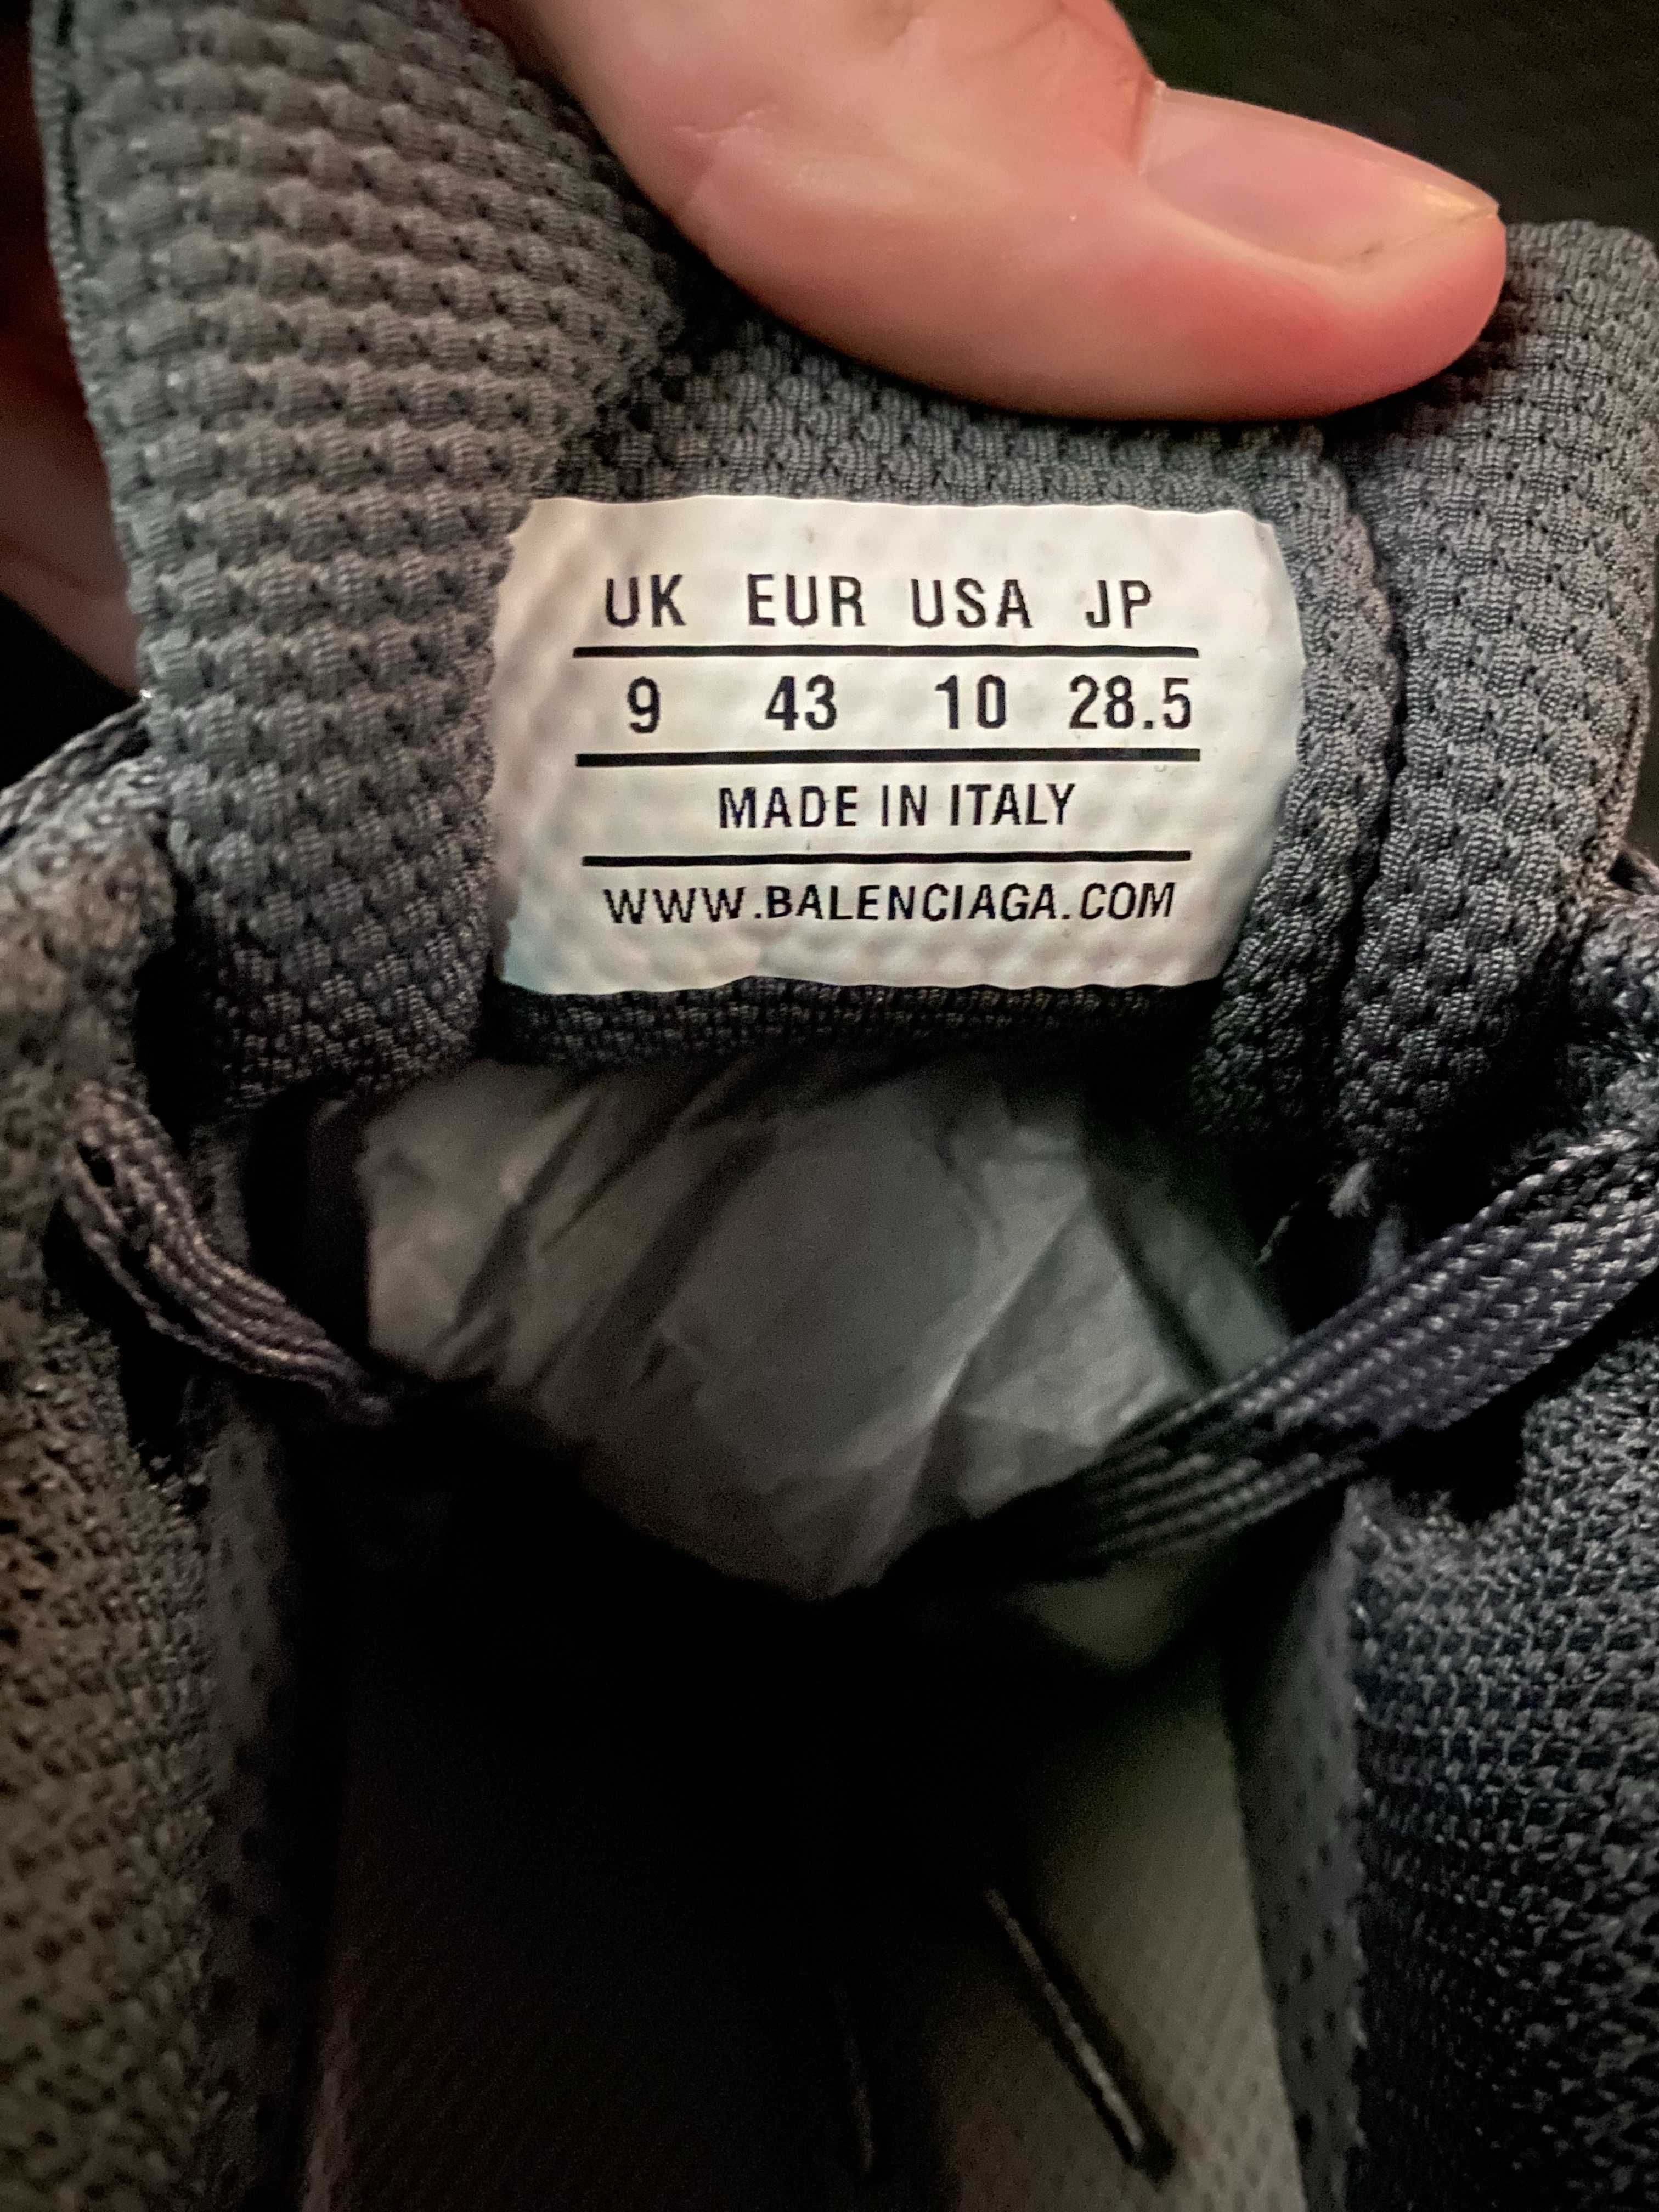 UK EUR USA JP
9 43 10 28.5
MADE IN ITALY
WWW.BALENCIAGA.COM